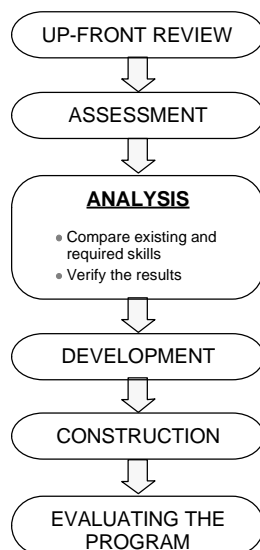 UP-FRONT REVIEW
ASSESSMENT
ANALYSIS
• Compare existing and
required skills
• Verify the results
DEVELOPMENT
CONSTRUCTION
EVALUATING THE
PROGRAM